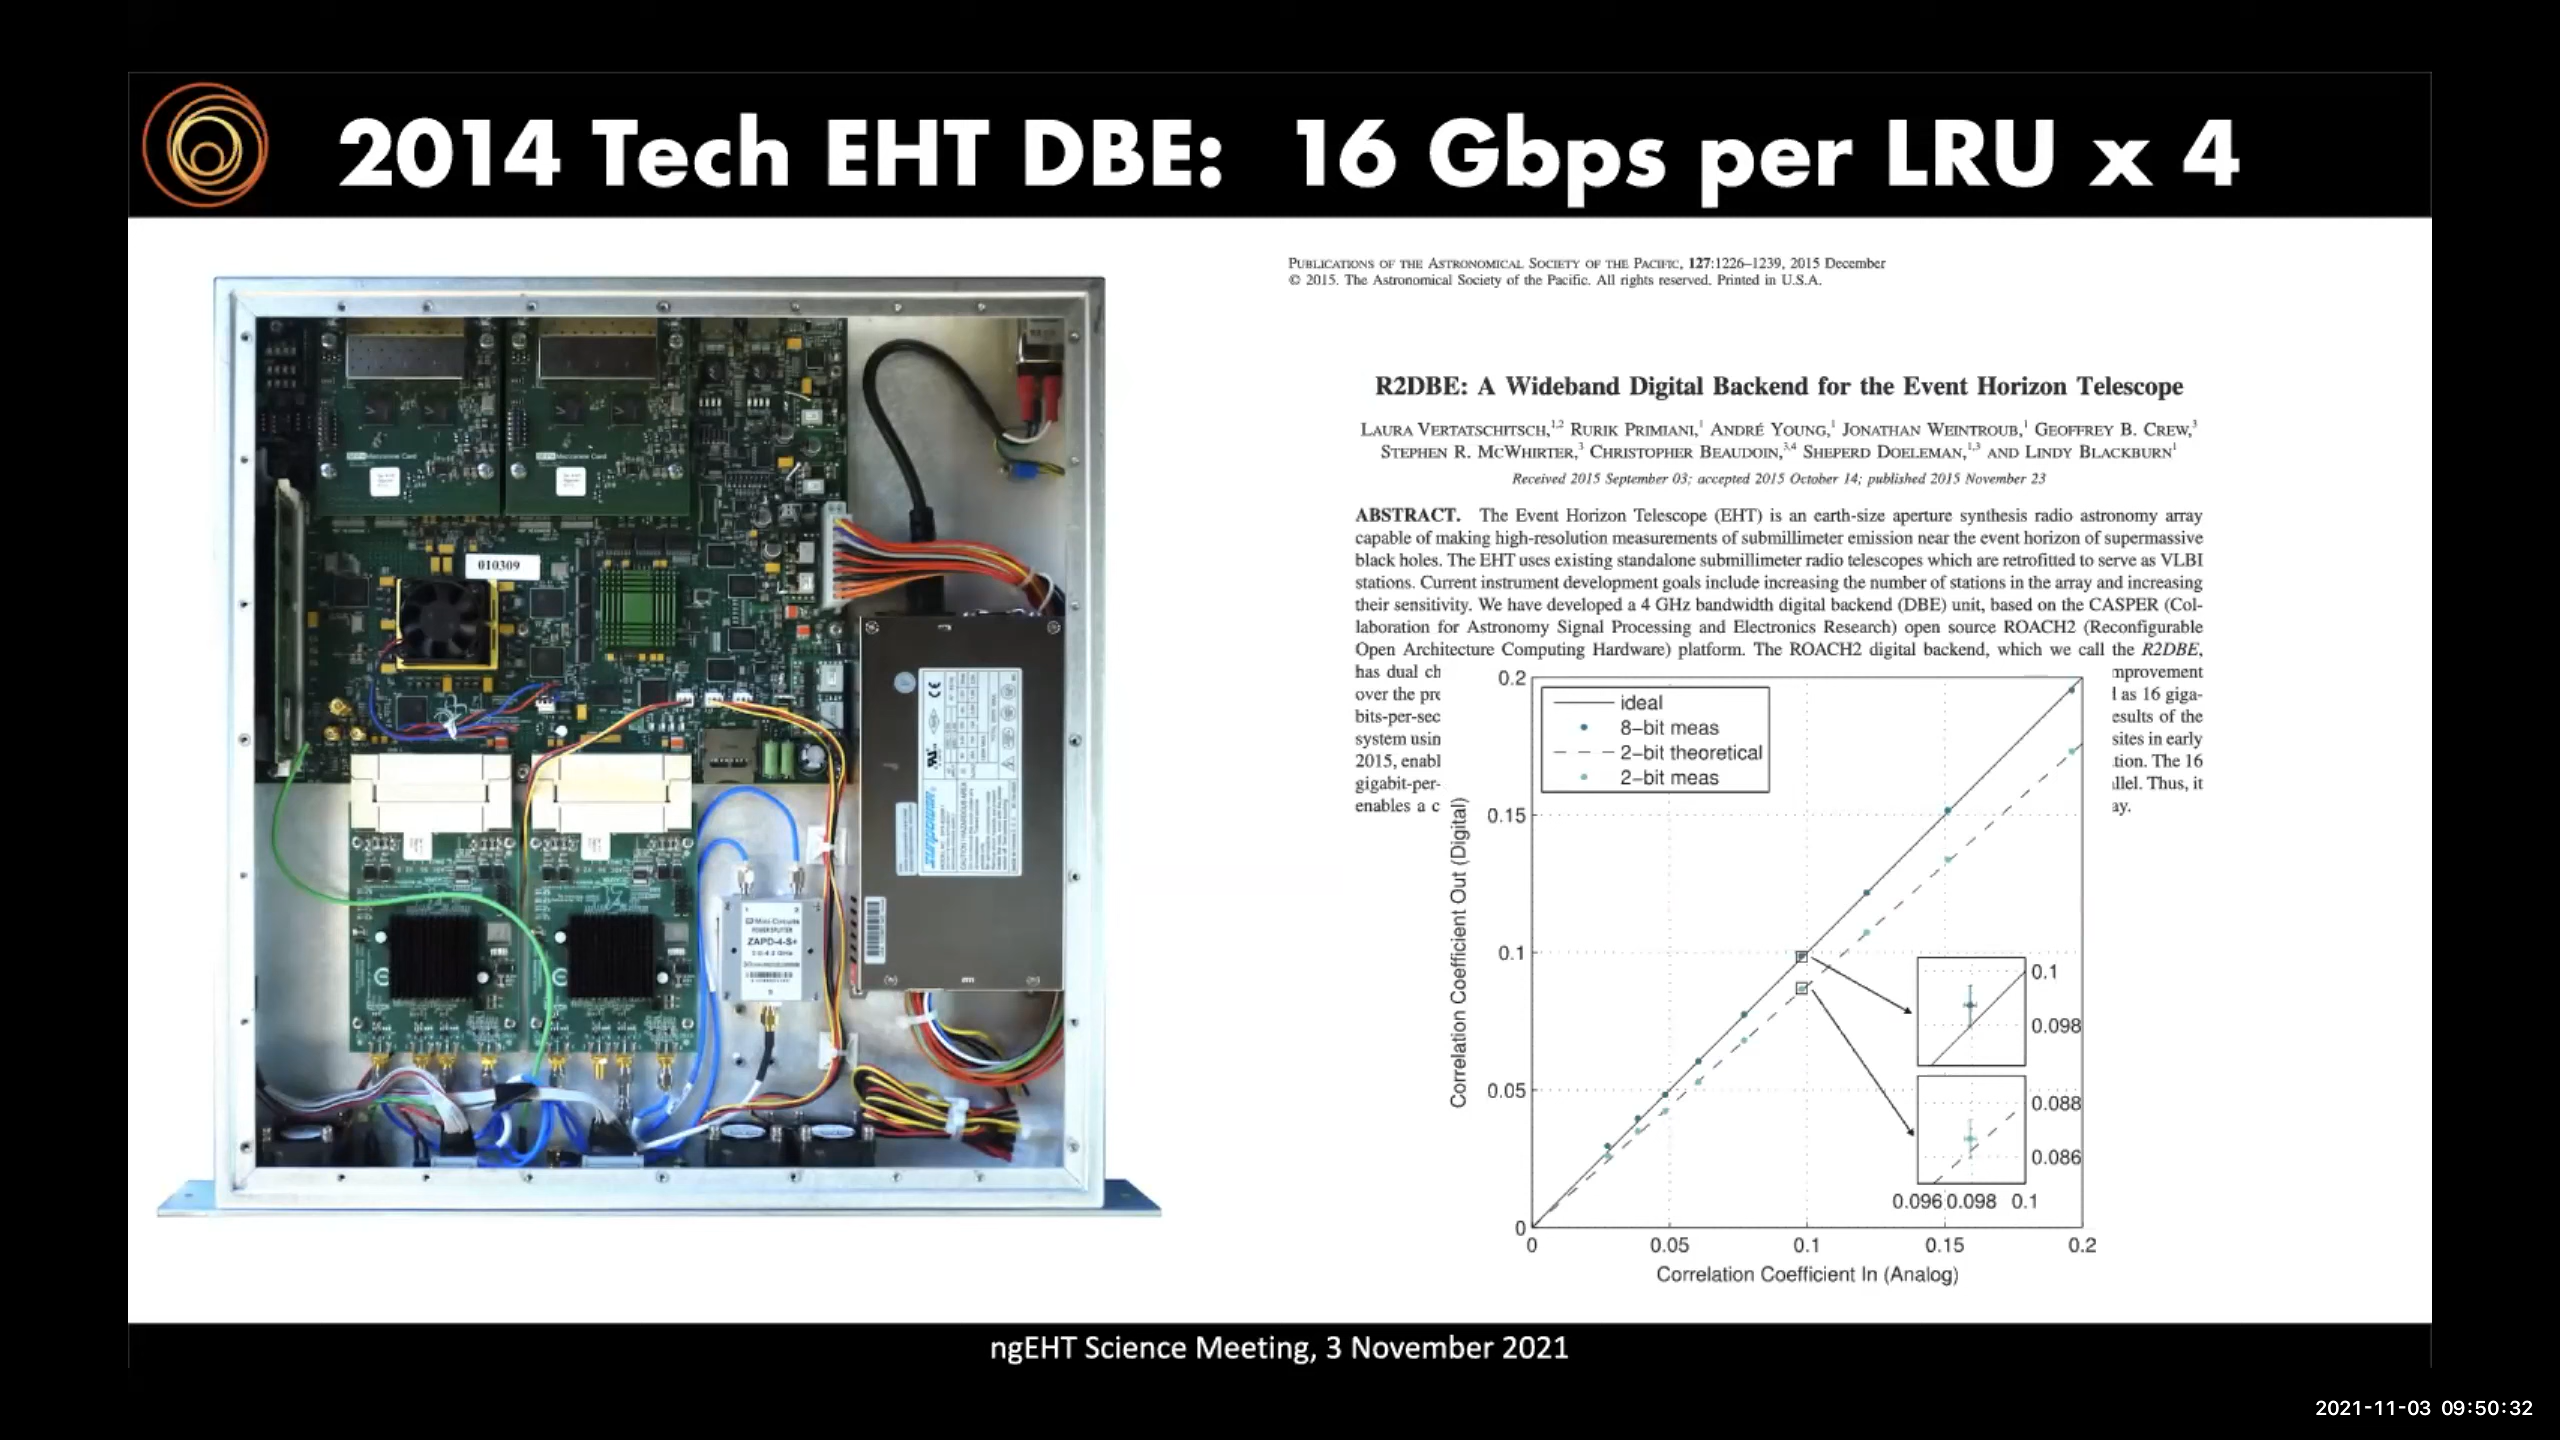 2014 Tech EHT DBE: 16 Gbps per LRU x 4
010309
Mini-Circuits
POWER SPLITTER
ZAPD-4-S+
PUBLICATIONS OF THE ASTRONOMICAL SOCIETY OF THE PACIFIC, 127:1226–1239, 2015 December
© 2015. The Astronomical Society of the Pacific. All rights reserved. Printed in U.S.A.
R2DBE: A Wideband Digital Backend for the Event Horizon Telescope
LAURA VERTATSCHITSCH,1,2 RURIK PRIMIANI,1 ANDRÉ YOUNG,1 JONATHAN WEINTROUB,1 GEOFFREY B. CREW,3
STEPHEN R. MCWHIRTER,3 CHRISTOPHER BEAUDOIN,3,4 SHEPERD DOELEMAN,1,3 AND LINDY BLACKBURN1
Received 2015 September 03; accepted 2015 October 14; published 2015 November 23
ABSTRACT. The Event Horizon Telescope (EHT) is an earth-size aperture synthesis radio astronomy array
capable of making high-resolution measurements of submillimeter emission near the event horizon of supermassive
black holes. The EHT uses existing standalone submillimeter radio telescopes which are retrofitted to serve as VLBI
stations. Current instrument development goals include increasing the number of stations in the array and increasing
their sensitivity. We have developed a 4 GHz bandwidth digital backend (DBE) unit, based on the CASPER (Col-
laboration for Astronomy Signal Processing and Electronics Research) open source ROACH2 (Reconfigurable
Open Architecture Computing Hardware) platform. The ROACH2 digital backend, which we call the R2DBE,
has dual ch mprovement
over the pre l as 16 giga-
bits-per-sec esults of the
system usin sites in early
2015, enabl tion. The 16
gigabit-per- allel. Thus, it
enables a c ay.
ideal
8−bit meas
2−bit theoretical
2−bit meas
Correlation Coefficient Out (Digital)
0.2
0.15
0.1
0.05
0
0.1
0.098
0.088
0.086
0.096 0.098 0.1
0 0.05 0.1 0.15 0.2
Correlation Coefficient In (Analog)
ngEHT Science Meeting, 3 November 2021
2021-11-03 09:50:32